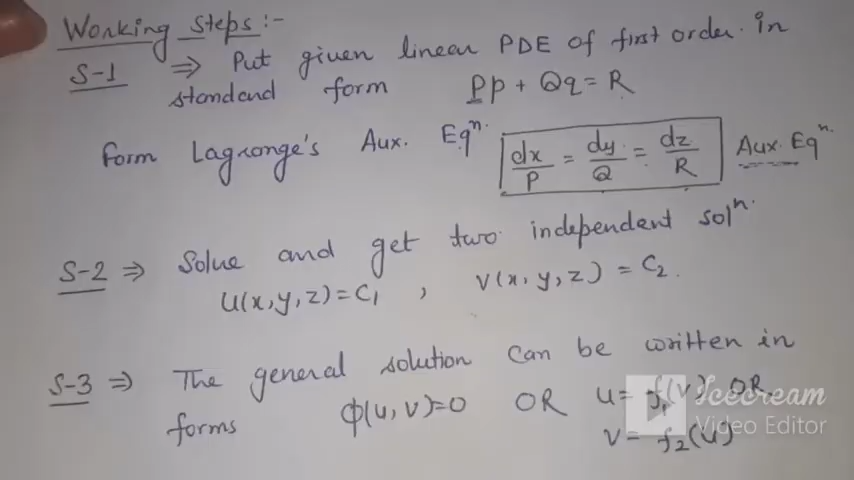 Working Steps:-
S-1 ⇒ Put given linear PDE of first order in
standard form Pp + Qq = R
form Lagrange's Aux. Eqⁿ. dx/P = dy/Q = dz/R Aux. Eqⁿ.
S-2 ⇒ Solve and get two independent solⁿ.
u(x,y,z)=C₁ , v(x,y,z) = C₂.
S-3 ⇒ The general solution can be written in
forms ϕ(u,v)=0 OR u= f₁(v) OR
v= f₂(u)
Icecream
Video Editor